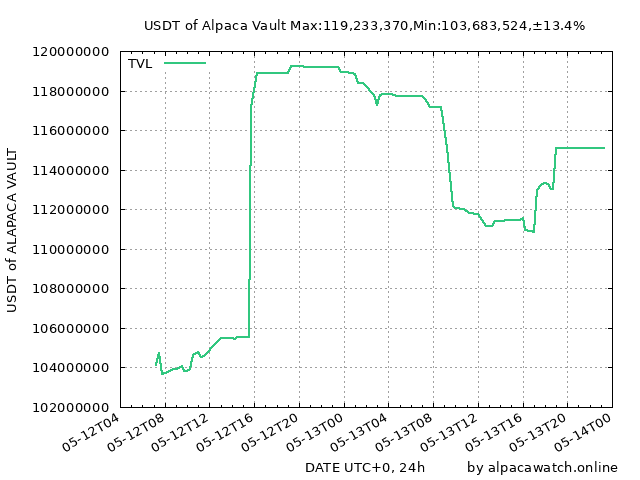 USDT of Alpaca Vault Max:119,233,370,Min:103,683,524,±13.4%
TVL
120000000
118000000
116000000
114000000
112000000
110000000
108000000
106000000
104000000
102000000
USDT of ALAPACA VAULT
05-12T04
05-12T08
05-12T12
05-12T16
05-12T20
05-13T00
05-13T04
05-13T08
05-13T12
05-13T16
05-13T20
05-14T00
DATE UTC+0, 24h
by alpacawatch.online